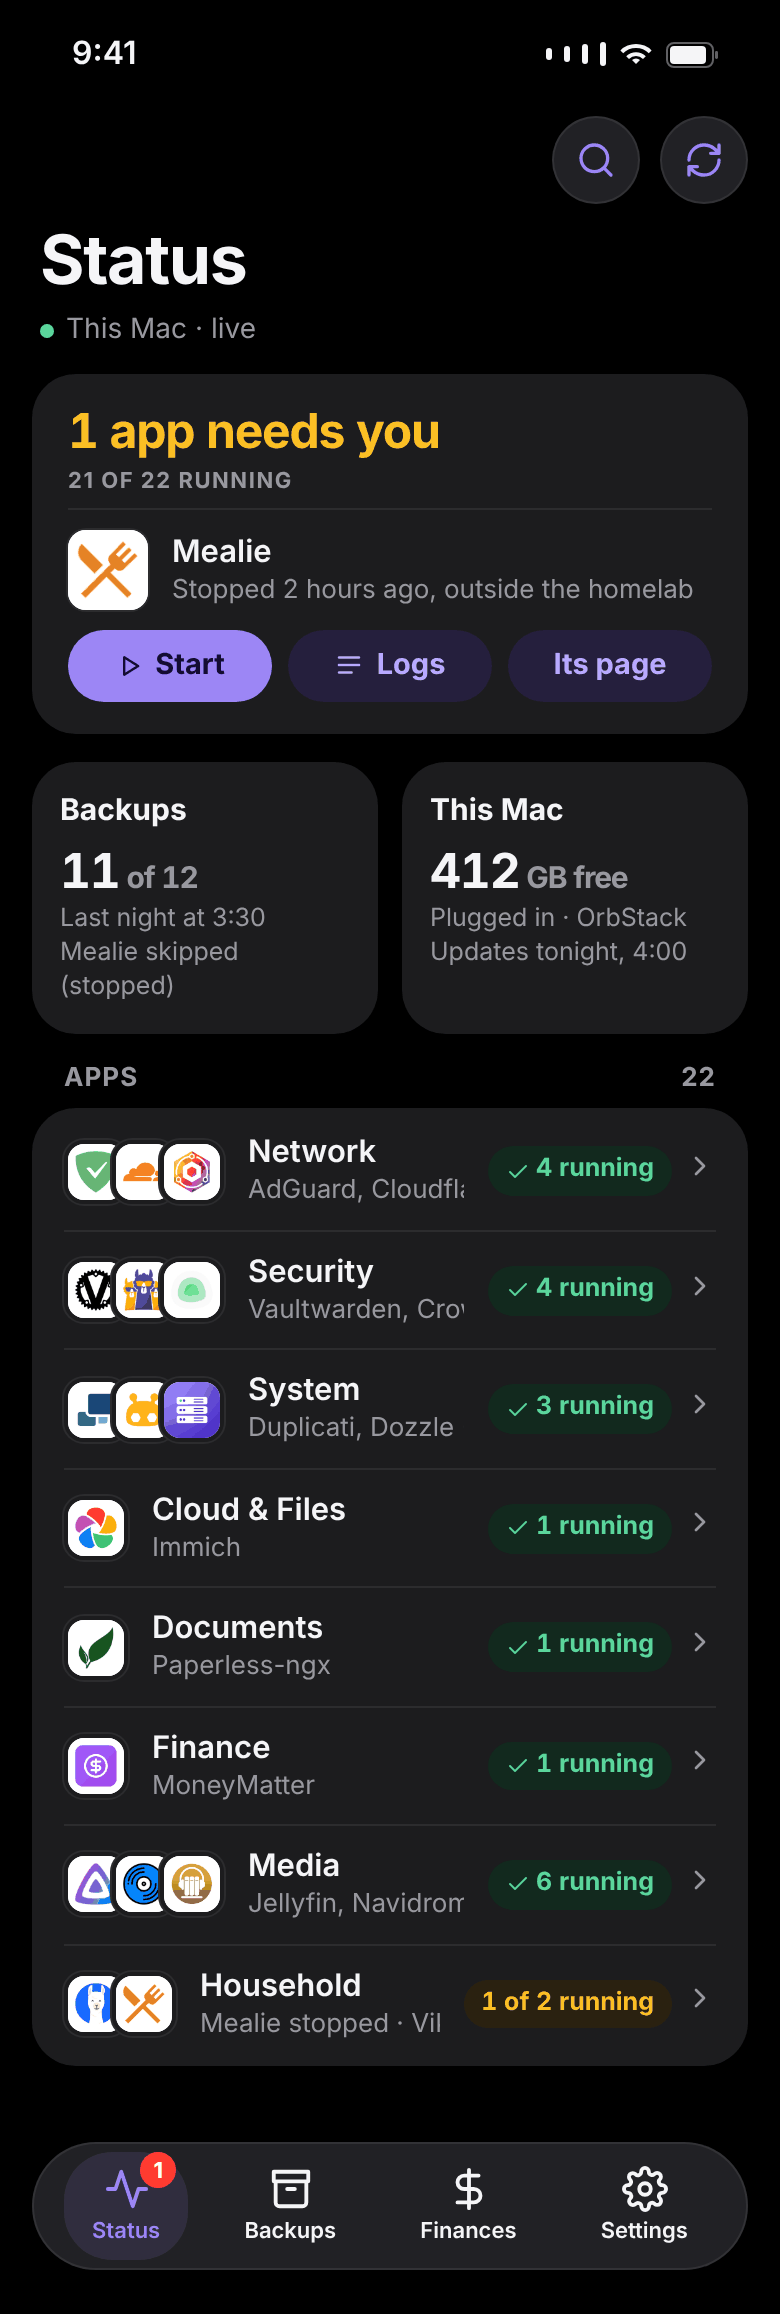 9:41
Status
This Mac · live
1 app needs you
21 OF 22 RUNNING
Mealie
Stopped 2 hours ago, outside the homelab
Start
Logs
Its page
Backups
11 of 12
Last night at 3:30
Mealie skipped
(stopped)
This Mac
412 GB free
Plugged in · OrbStack
Updates tonight, 4:00
APPS
22
Network
4 running
AdGuard, Cloudfla
Security
4 running
Vaultwarden, Crow
System
3 running
Duplicati, Dozzle
Cloud & Files
1 running
Immich
Documents
1 running
Paperless-ngx
Finance
1 running
MoneyMatter
Media
6 running
Jellyfin, Navidrom
Household
1 of 2 running
Mealie stopped · Vil
1
Status
Backups
Finances
Settings